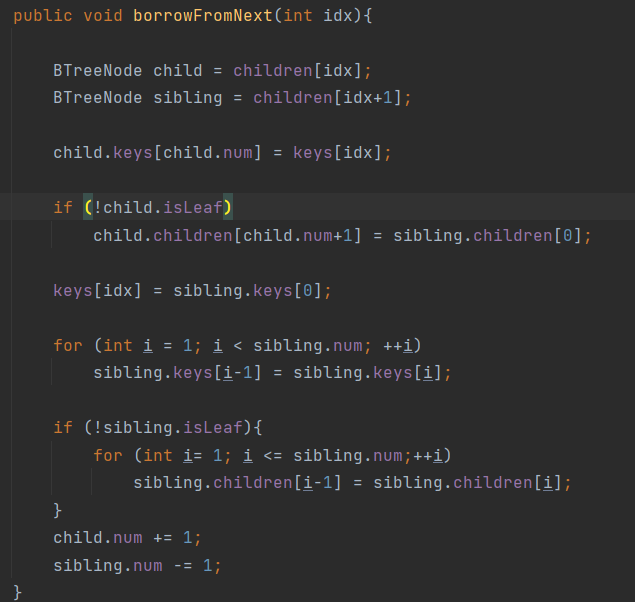 public void borrowFromNext(int idx){
BTreeNode child = children[idx];
BTreeNode sibling = children[idx+1];
child.keys[child.num] = keys[idx];
if (!child.isLeaf)
child.children[child.num+1] = sibling.children[0];
keys[idx] = sibling.keys[0];
for (int i = 1; i < sibling.num; ++i)
sibling.keys[i-1] = sibling.keys[i];
if (!sibling.isLeaf){
for (int i= 1; i <= sibling.num;++i)
sibling.children[i-1] = sibling.children[i];
}
child.num += 1;
sibling.num -= 1;
}